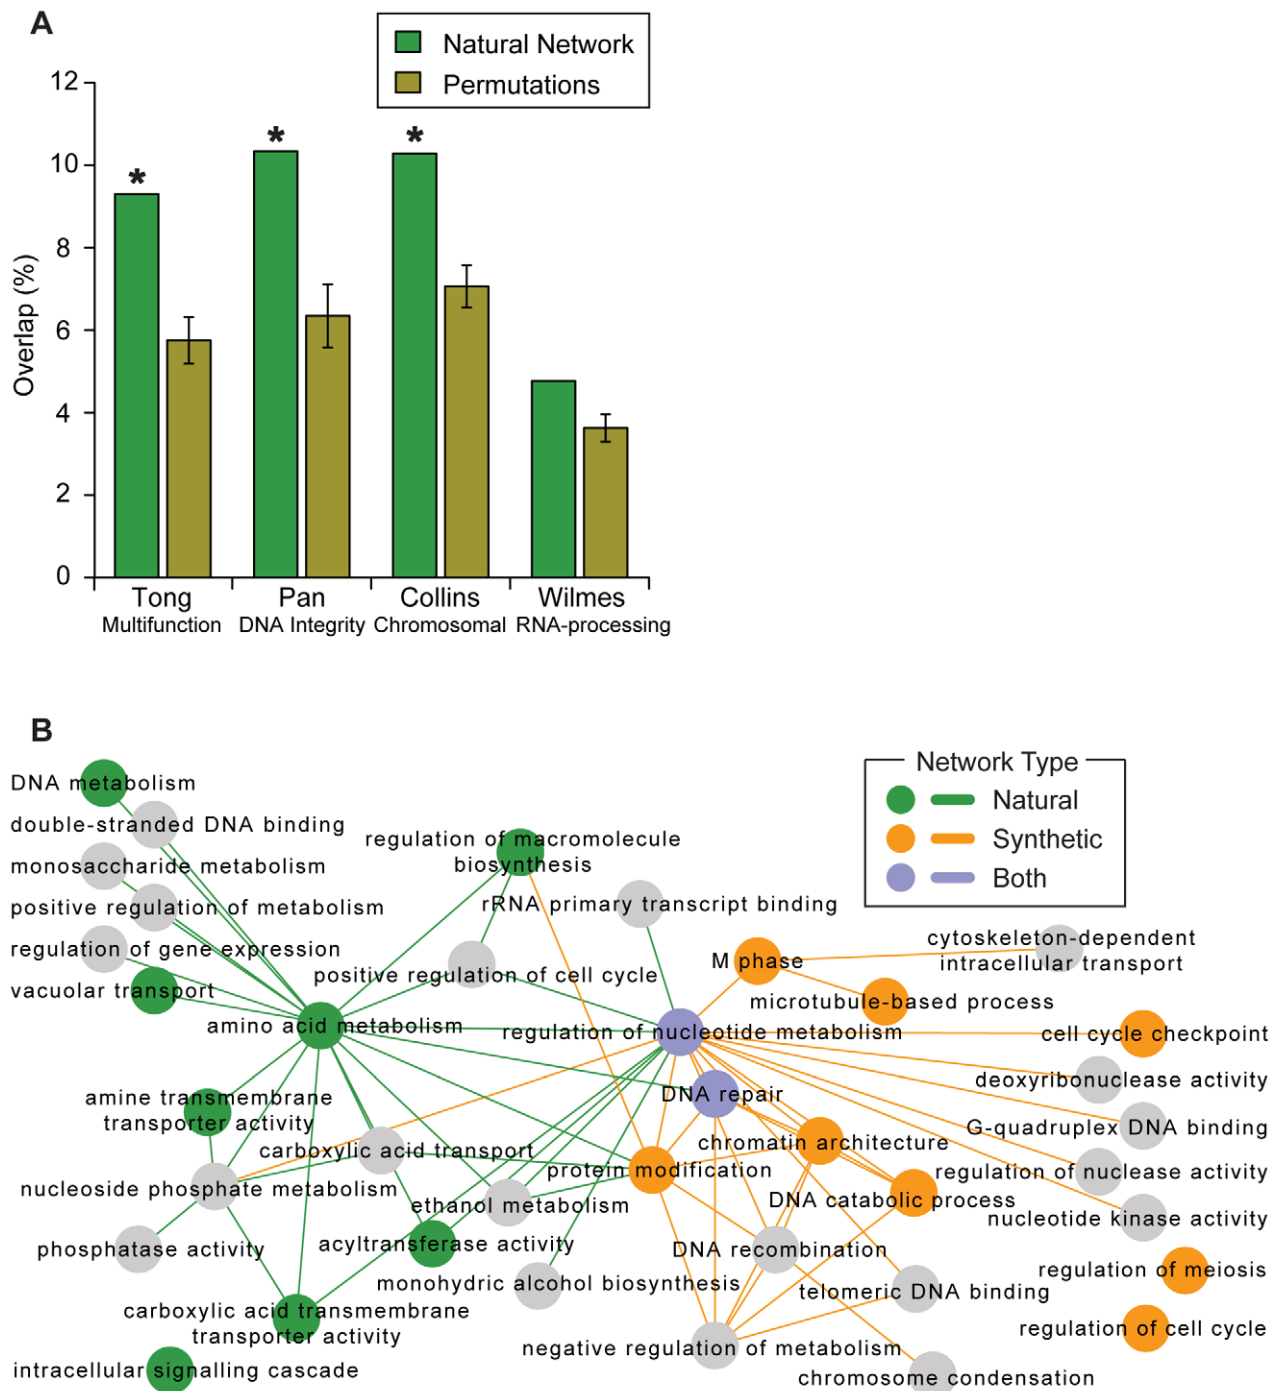 A
Natural Network
Permutations
12
10
8
6
4
2
0
Overlap (%)
*
*
*
Tong
Multifunction
Pan
DNA Integrity
Collins
Chromosomal
Wilmes
RNA-processing
B
Network Type
Natural
Synthetic
Both
DNA metabolism
double-stranded DNA binding
monosaccharide metabolism
positive regulation of metabolism
regulation of gene expression
vacuolar transport
regulation of macromolecule
biosynthesis
rRNA primary transcript binding
positive regulation of cell cycle
M phase
cytoskeleton-dependent
intracellular transport
microtubule-based process
amino acid metabolism
regulation of nucleotide metabolism
cell cycle checkpoint
deoxyribonuclease activity
DNA repair
amine transmembrane
transporter activity
G-quadruplex DNA binding
chromatin architecture
carboxylic acid transport
protein modification
regulation of nuclease activity
nucleoside phosphate metabolism
DNA catabolic process
ethanol metabolism
nucleotide kinase activity
phosphatase activity
acyltransferase activity
DNA recombination
monohydric alcohol biosynthesis
regulation of meiosis
telomeric DNA binding
carboxylic acid transmembrane
transporter activity
regulation of cell cycle
negative regulation of metabolism
intracellular signalling cascade
chromosome condensation